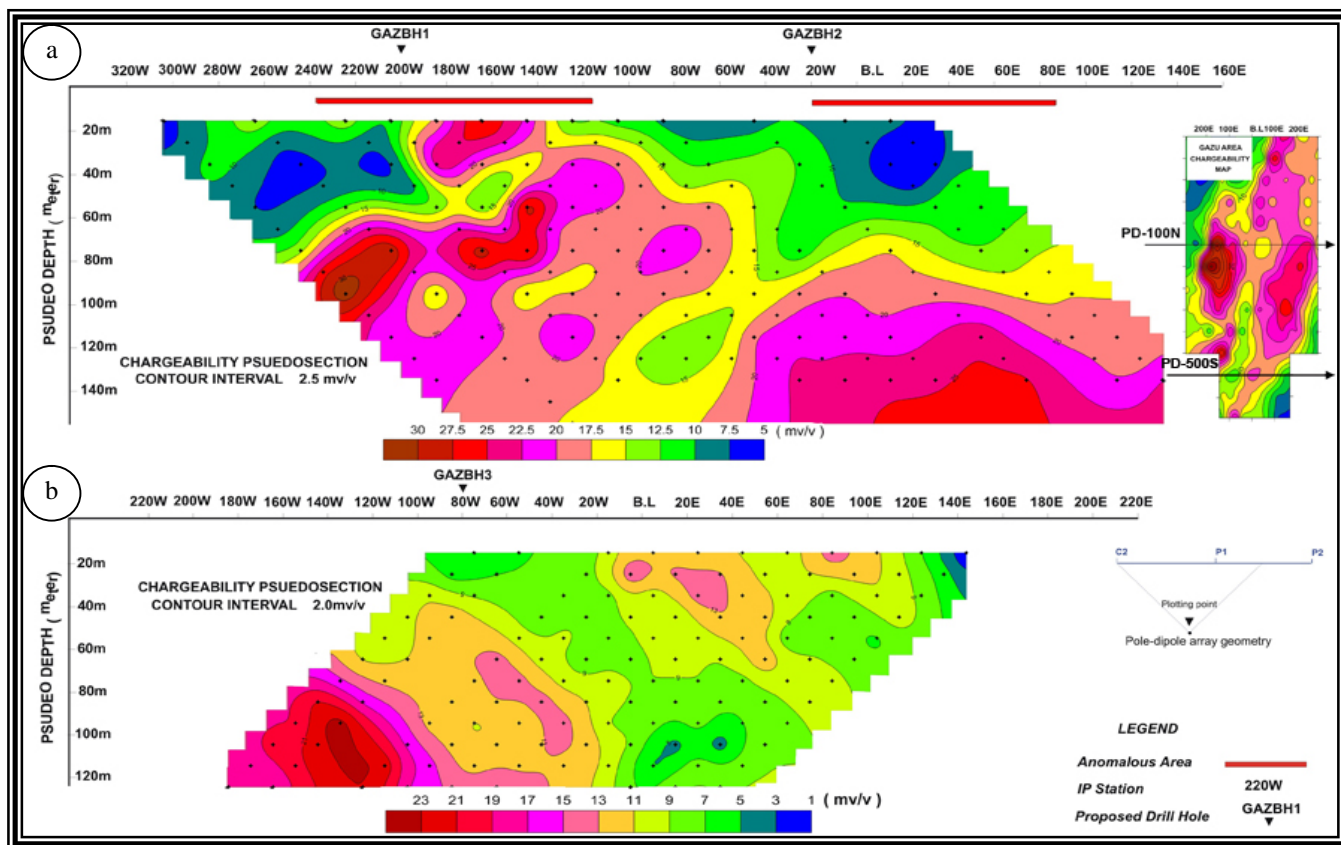 a
GAZBH1
GAZBH2
320W 300W 260W 220W 200W 160W 140W 100W 80W 60W 40W 20W B.L 20E 40E 60E 80E 120E 140E 160E
PSUDEO DEPTH ( meter)
20m
40m
60m
80m
100m
120m
140m
CHARGEABILITY PSUEDOSECTION
CONTOUR INTERVAL 2.5 mv/v
30 27.5 25 22.5 20 17.5 15 12.5 10 7.5 5 ( mv/v)
200E 100E B.L 100E 200E
GAZU AREA
CHARGEABILITY
MAP
PD-100N
PD-500S
b
GAZBH3
220W 200W 180W 160W 140W 120W 100W 80W 60W 40W 20W B.L 20E 40E 60E 80E 100E 120E 140E 160E 180E 200E 220E
PSUDEO DEPTH ( meter)
20m
40m
60m
80m
100m
120m
CHARGEABILITY PSUEDOSECTION
CONTOUR INTERVAL 2.0mv/v
23 21 19 17 15 13 11 9 7 5 3 1 ( mv/v)
C2 P1 P2
Plotting point
Pole-dipole array geometry
LEGEND
Anomalous Area
IP Station 220W
Proposed Drill Hole GAZBH1